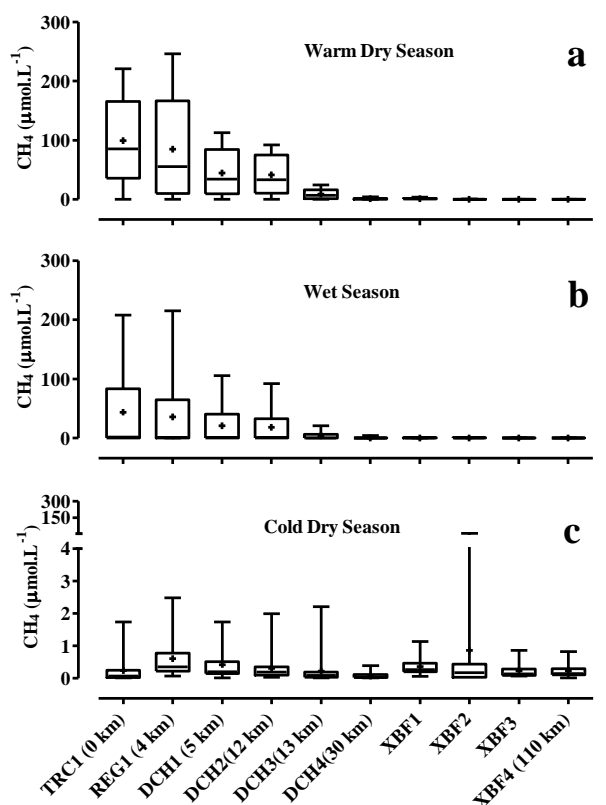 300
Warm Dry Season
a
200
100
0
CH₄ (µmol.L⁻¹)
Wet Season
b
300
200
100
0
CH₄ (µmol.L⁻¹)
300
150
Cold Dry Season
c
4
3
2
1
0
CH₄ (µmol.L⁻¹)
TRC1 (0 km)
REG1 (4 km)
DCH1 (5 km)
DCH2(12 km)
DCH3(13 km)
DCH4(30 km)
XBF1
XBF2
XBF3
XBF4 (110 km)